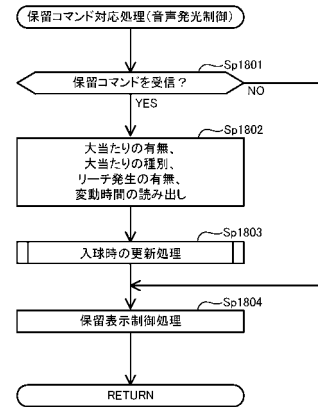 保留コマンド対応処理(音声発光制御)
Sp1801
保留コマンドを受信?
NO
YES
Sp1802
大当たりの有無、
大当たりの種別、
リーチ発生の有無、
変動時間の読み出し
Sp1803
入球時の更新処理
Sp1804
保留表示制御処理
RETURN